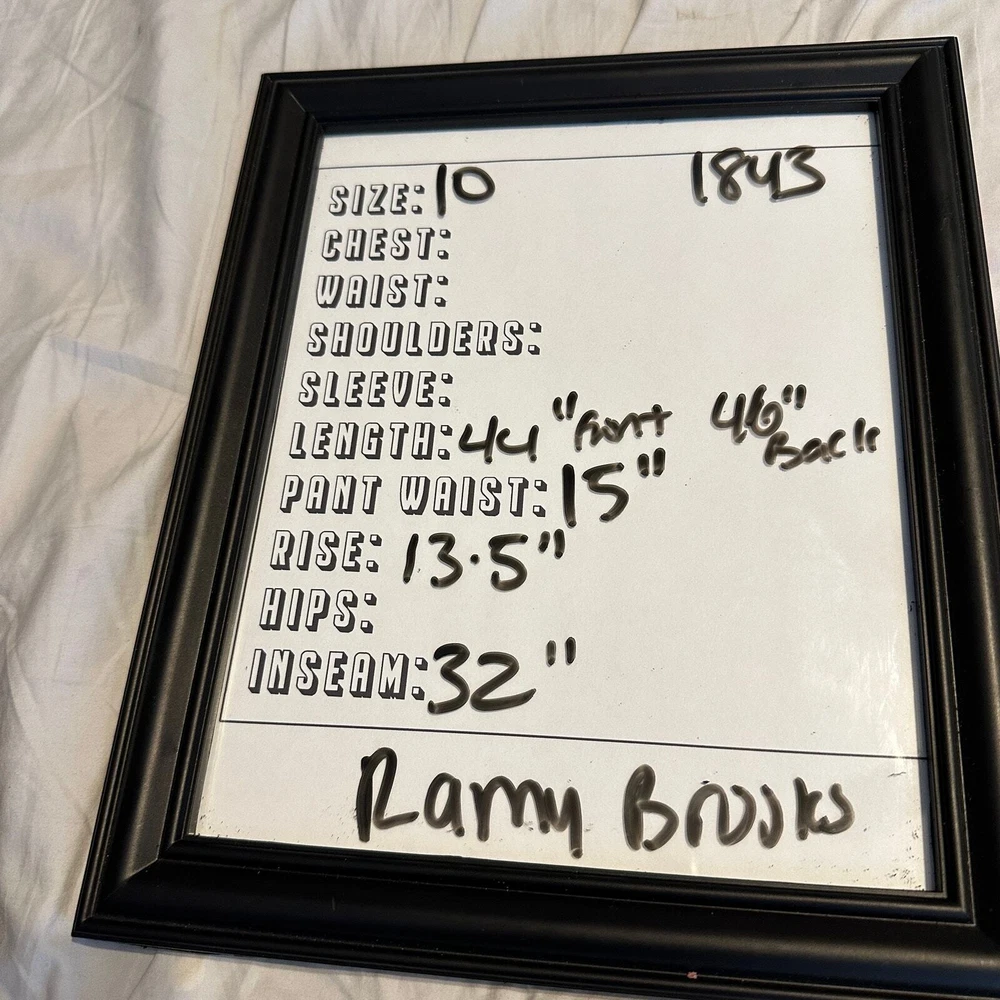 SIZE: 10 1843
CHEST:
WAIST:
SHOULDERS:
SLEEVE:
LENGTH: 44" Front 46" Back
PANT WAIST: 15"
RISE: 13.5"
HIPS:
INSEAM: 32"
Ramy Brooks